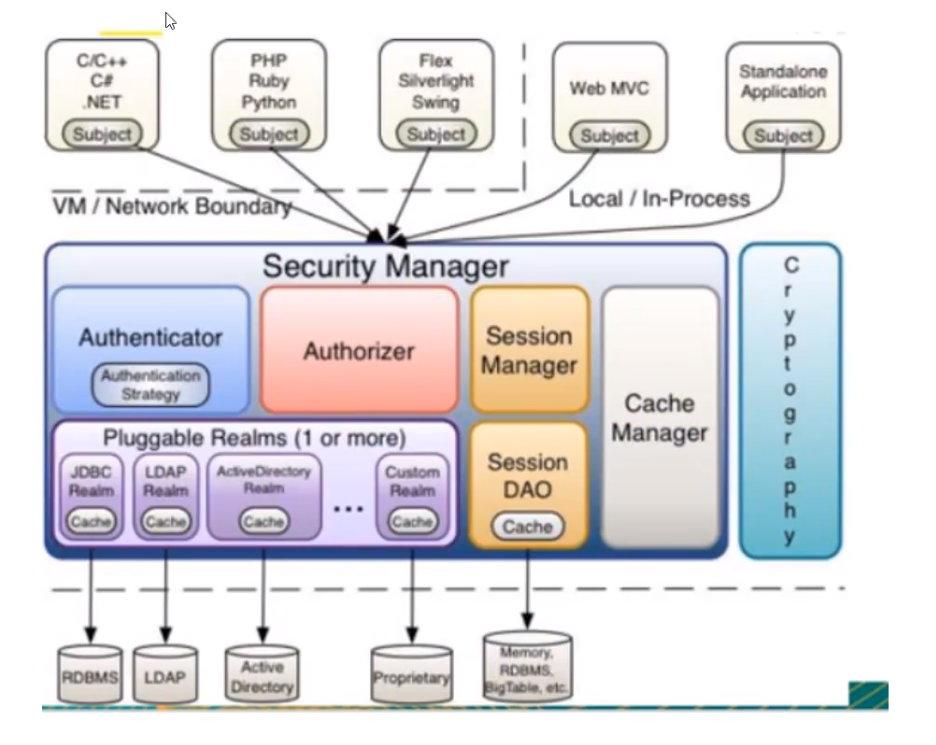 C/C++
C#
.NET
Subject
PHP
Ruby
Python
Subject
Flex
Silverlight
Swing
Subject
Web MVC
Subject
Standalone
Application
Subject
VM / Network Boundary
Local / In-Process
Security Manager
Authenticator
Authentication
Strategy
Authorizer
Session
Manager
Cache
Manager
Pluggable Realms (1 or more)
JDBC
Realm
Cache
LDAP
Realm
Cache
ActiveDirectory
Realm
Cache
...
Custom
Realm
Cache
Session
DAO
Cache
Cryptography
RDBMS
LDAP
Active
Directory
Proprietary
Memory,
RDBMS,
BigTable, etc.